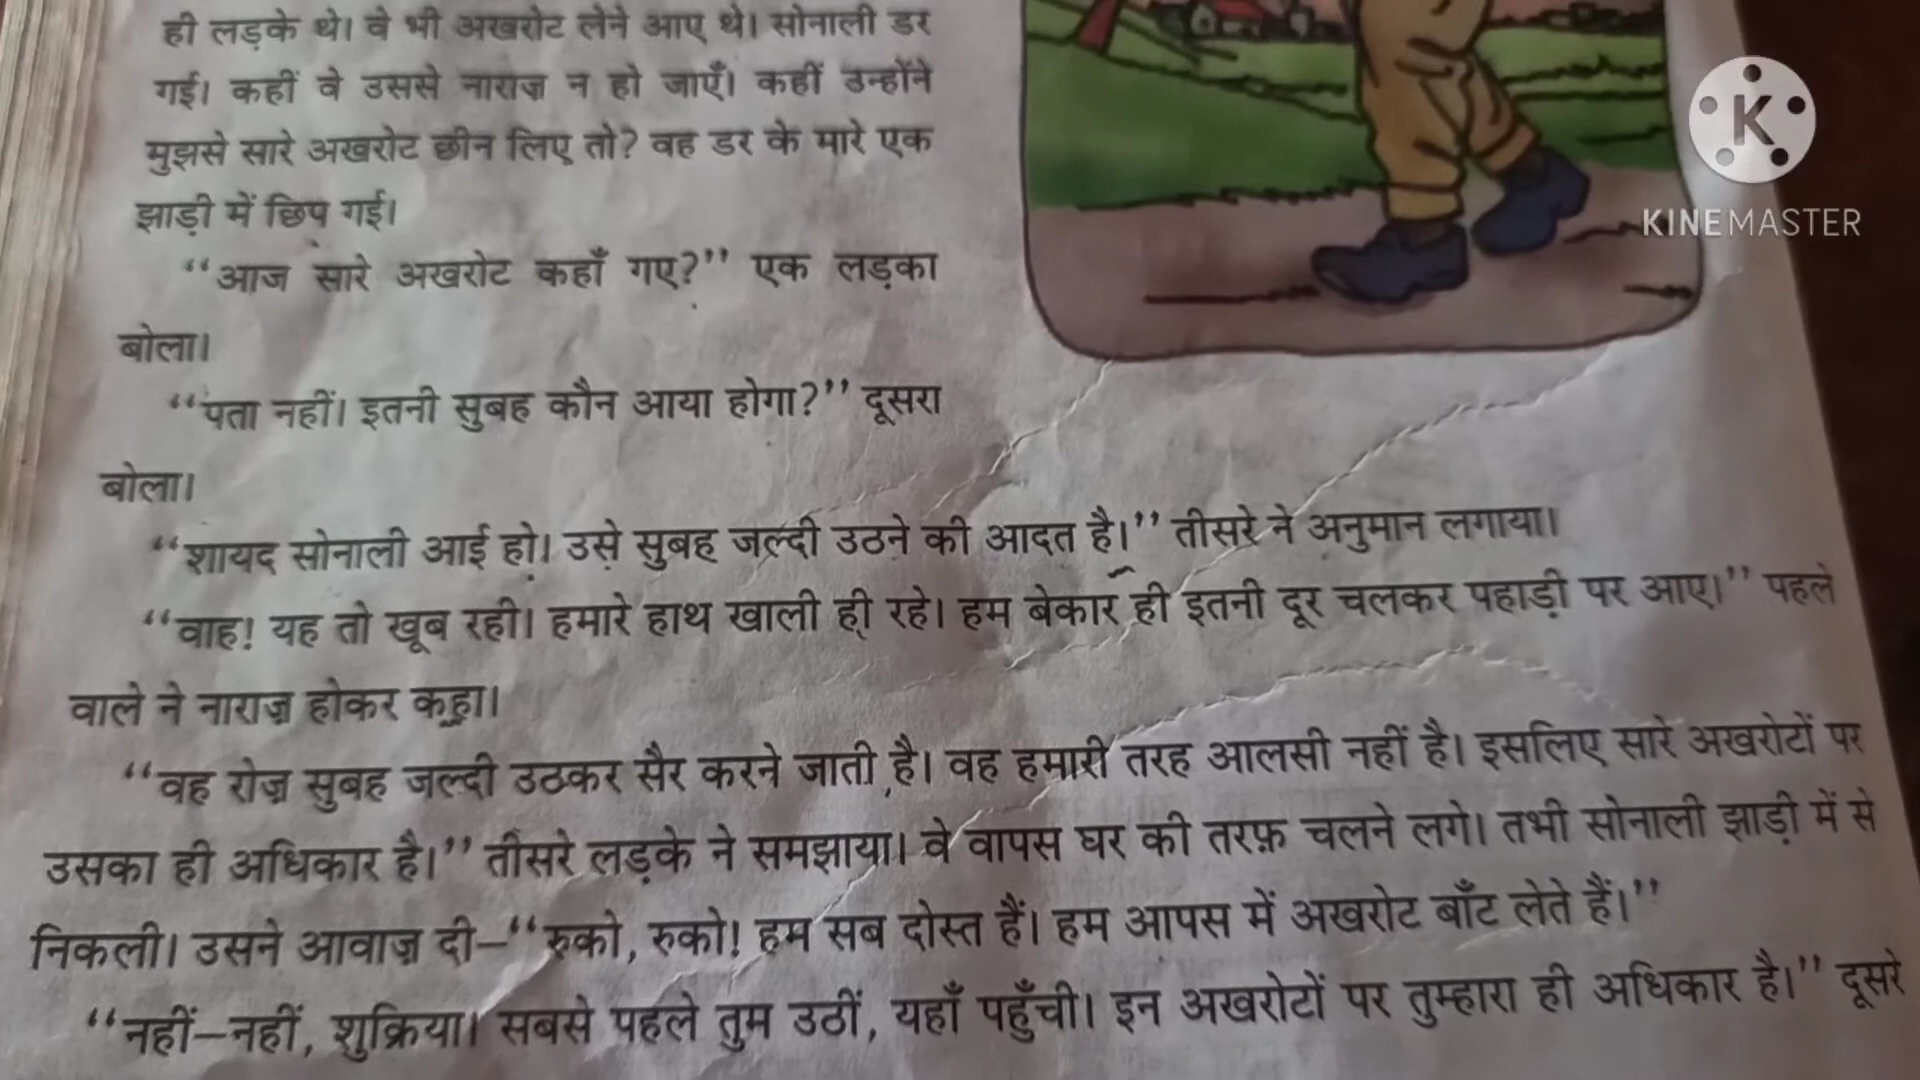 ही लड़के थे। वे भी अखरोट लेने आए थे। सोनाली डर
गई। कहीं वे उससे नाराज़ न हो जाएँ। कहीं उन्होंने
मुझसे सारे अखरोट छीन लिए तो? वह डर के मारे एक
झाड़ी में छिप गई।
“आज सारे अखरोट कहाँ गए?” एक लड़का
बोला।
“पता नहीं। इतनी सुबह कौन आया होगा?” दूसरा
बोला।
“शायद सोनाली आई हो। उसे सुबह जल्दी उठने की आदत है।” तीसरे ने अनुमान लगाया।
“वाह! यह तो खूब रही। हमारे हाथ खाली ही रहे। हम बेकार ही इतनी दूर चलकर पहाड़ी पर आए।” पहले
वाले ने नाराज़ होकर कहा।
“वह रोज़ सुबह जल्दी उठकर सैर करने जाती है। वह हमारी तरह आलसी नहीं है। इसलिए सारे अखरोटों पर
उसका ही अधिकार है।” तीसरे लड़के ने समझाया। वे वापस घर की तरफ़ चलने लगे। तभी सोनाली झाड़ी में से
निकली। उसने आवाज़ दी—“रुको, रुको! हम सब दोस्त हैं। हम आपस में अखरोट बाँट लेते हैं।”
“नहीं—नहीं, शुक्रिया। सबसे पहले तुम उठीं, यहाँ पहुँची। इन अखरोटों पर तुम्हारा ही अधिकार है।” दूसरे
K
KINEMASTER